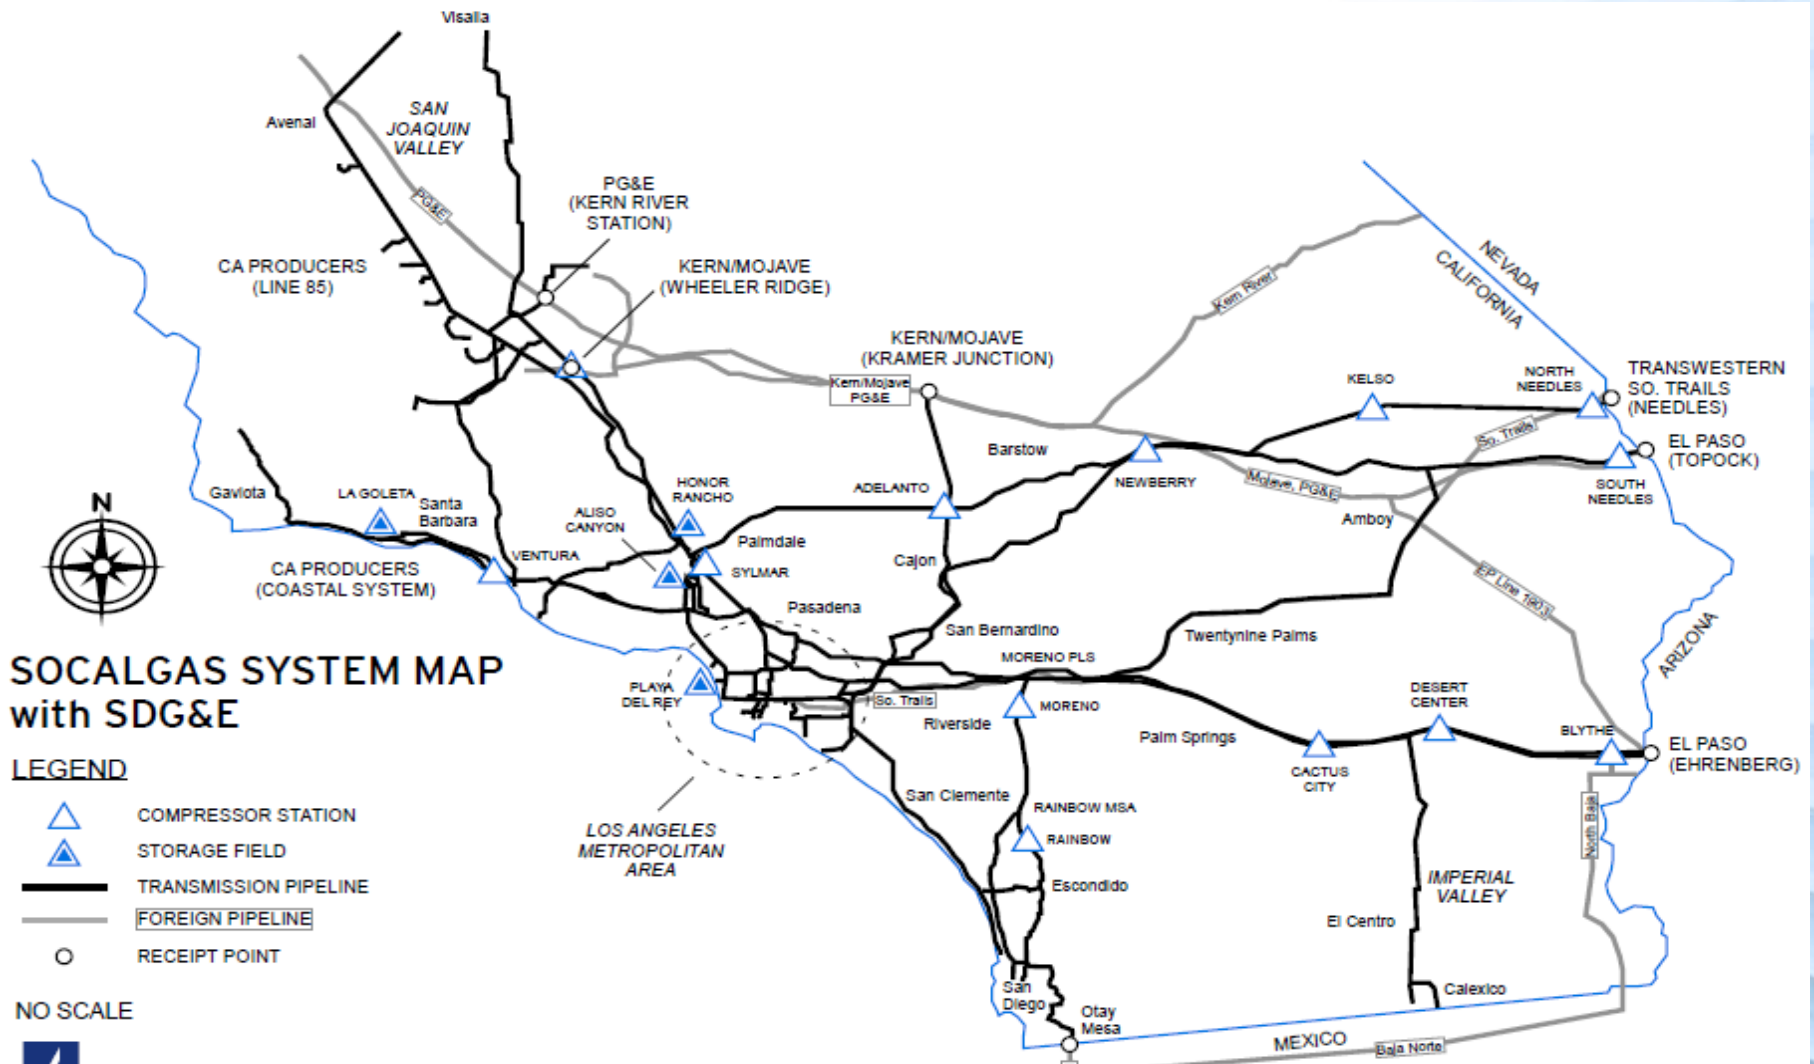 Visalia
SAN
JOAQUIN
VALLEY
Avenal
PG&E
PG&E
(KERN RIVER
STATION)
CA PRODUCERS
(LINE 85)
KERN/MOJAVE
(WHEELER RIDGE)
Kern River
NEVADA
CALIFORNIA
KERN/MOJAVE
(KRAMER JUNCTION)
Kern/Mojave
PG&E
KELSO
NORTH
NEEDLES
TRANSWESTERN
SO. TRAILS
(NEEDLES)
So. Trails
EL PASO
(TOPOCK)
SOUTH
NEEDLES
Barstow
NEWBERRY
Mojave, PG&E
Amboy
ADELANTO
HONOR
RANCHO
ALISO
CANYON
Gaviota
LA GOLETA
Santa
Barbara
VENTURA
Palmdale
SYLMAR
Cajon
CA PRODUCERS
(COASTAL SYSTEM)
N
EP Line 1903
ARIZONA
Pasadena
San Bernardino
Twentynine Palms
MORENO PLS
SOCALGAS SYSTEM MAP
with SDG&E
PLAYA
DEL REY
So. Trails
Riverside
MORENO
Palm Springs
DESERT
CENTER
BLYTHE
EL PASO
(EHRENBERG)
CACTUS
CITY
LEGEND
COMPRESSOR STATION
STORAGE FIELD
TRANSMISSION PIPELINE
FOREIGN PIPELINE
RECEIPT POINT
NO SCALE
San Clemente
RAINBOW MSA
RAINBOW
LOS ANGELES
METROPOLITAN
AREA
Escondido
North Baja
IMPERIAL
VALLEY
El Centro
Calexico
San
Diego
Otay
Mesa
MEXICO
Baja Norte